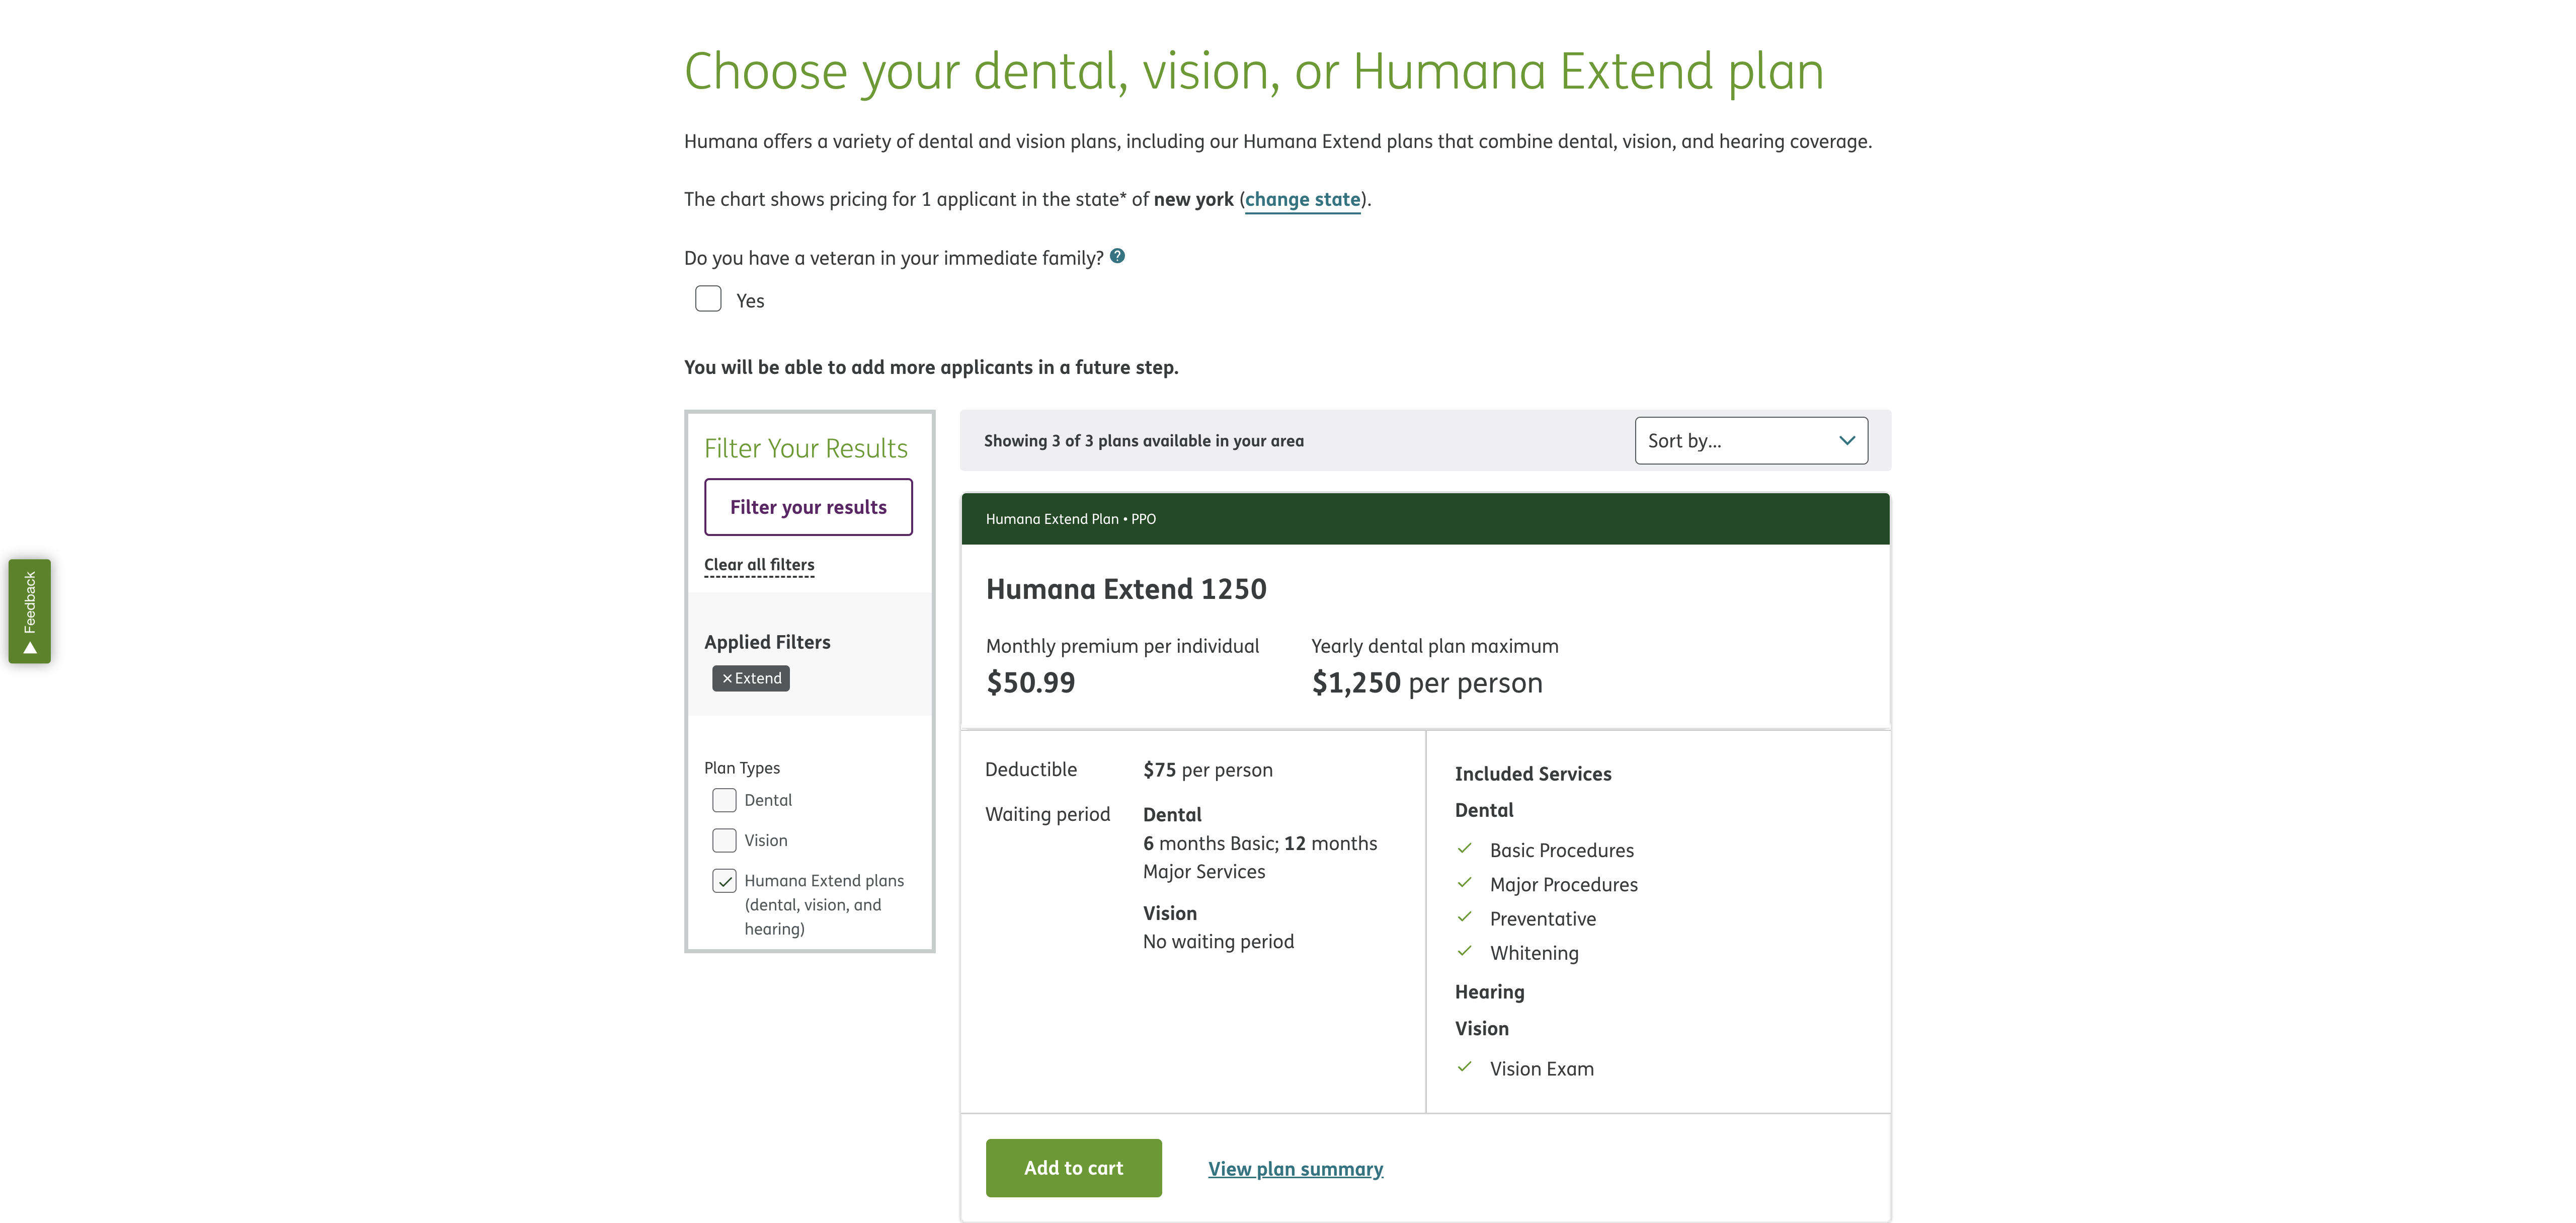 Choose your dental, vision, or Humana Extend plan
Humana offers a variety of dental and vision plans, including our Humana Extend plans that combine dental, vision, and hearing coverage.
The chart shows pricing for 1 applicant in the state* of new york (change state).
Do you have a veteran in your immediate family? ?
Yes
You will be able to add more applicants in a future step.
Feedback
Filter Your Results
Filter your results
Clear all filters
Applied Filters
×Extend
Plan Types
Dental
Vision
Humana Extend plans
(dental, vision, and
hearing)
Showing 3 of 3 plans available in your area
Sort by...
Humana Extend Plan • PPO
Humana Extend 1250
Monthly premium per individual
$50.99
Yearly dental plan maximum
$1,250 per person
Deductible
$75 per person
Waiting period
Dental
6 months Basic; 12 months
Major Services
Vision
No waiting period
Included Services
Dental
Basic Procedures
Major Procedures
Preventative
Whitening
Hearing
Vision
Vision Exam
Add to cart
View plan summary